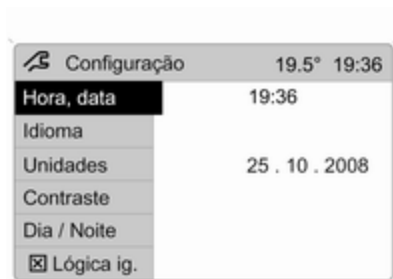 Configuração 19.5° 19:36
Hora, data 19:36
Idioma
Unidades 25 . 10 . 2008
Contraste
Dia / Noite
Lógica ig.